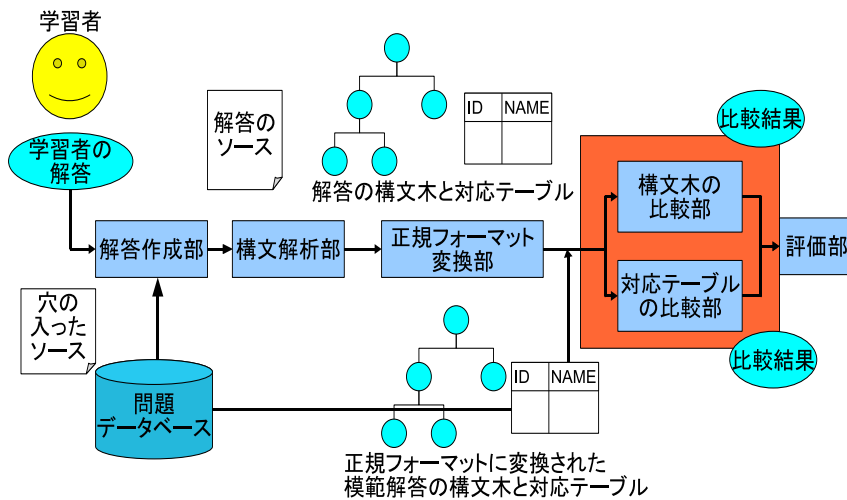 学習者
学習者の
解答
解答の
ソース
ID NAME
解答の構文木と対応テーブル
比較結果
構文木の
比較部
解答作成部
構文解析部
正規フォーマット
変換部
対応テーブル
の比較部
評価部
比較結果
穴の
入った
ソース
問題
データベース
ID NAME
正規フォーマットに変換された
模範解答の構文木と対応テーブル